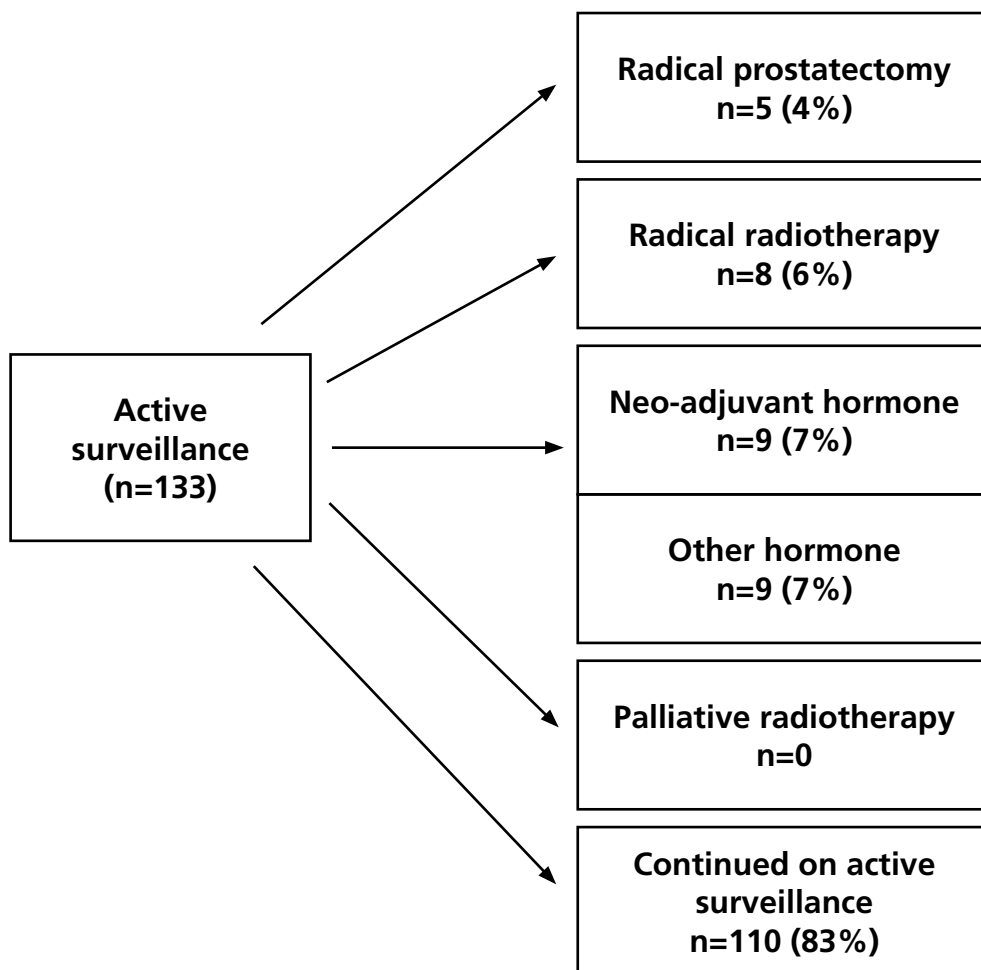 Radical prostatectomy
n=5 (4%)
Radical radiotherapy
n=8 (6%)
Active
surveillance
(n=133)
Neo-adjuvant hormone
n=9 (7%)
Other hormone
n=9 (7%)
Palliative radiotherapy
n=0
Continued on active
surveillance
n=110 (83%)